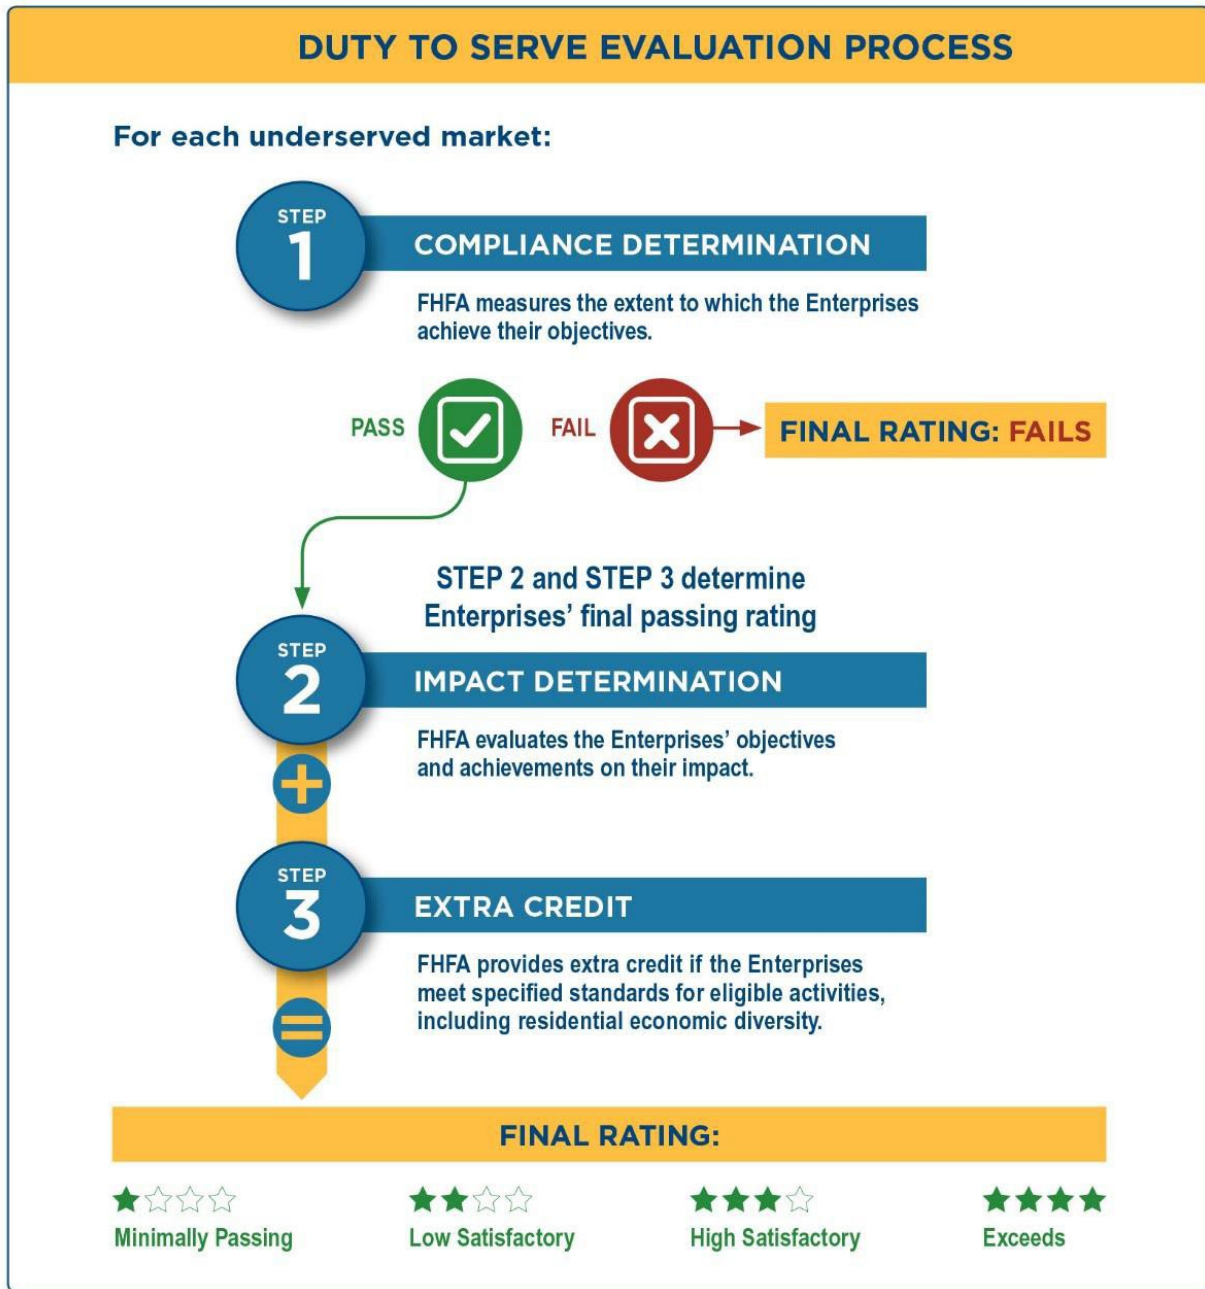 DUTY TO SERVE EVALUATION PROCESS
For each underserved market:
STEP
1
COMPLIANCE DETERMINATION
FHFA measures the extent to which the Enterprises
achieve their objectives.
PASS
FAIL
FINAL RATING: FAILS
STEP 2 and STEP 3 determine
Enterprises' final passing rating
STEP
2
IMPACT DETERMINATION
FHFA evaluates the Enterprises' objectives
and achievements on their impact.
+
STEP
3
EXTRA CREDIT
FHFA provides extra credit if the Enterprises
meet specified standards for eligible activities,
including residential economic diversity.
=
FINAL RATING:
Minimally Passing
Low Satisfactory
High Satisfactory
Exceeds